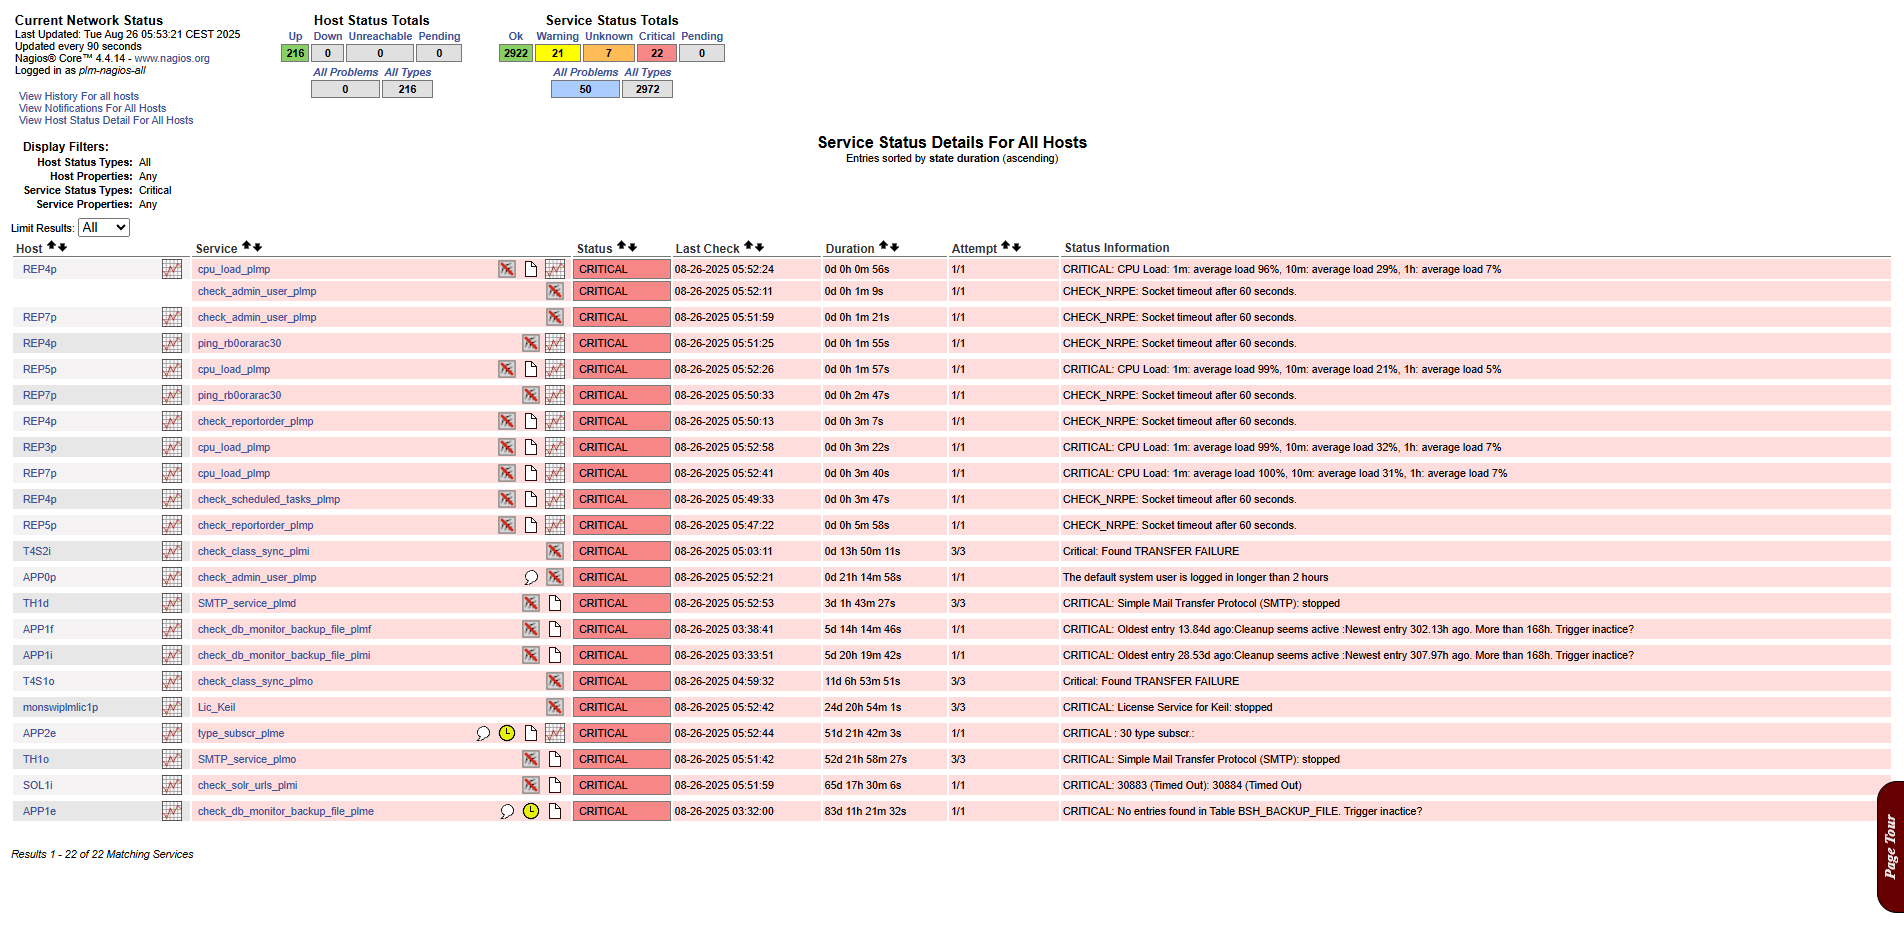 Current Network Status
Last Updated: Tue Aug 26 05:53:21 CEST 2025
Updated every 90 seconds
Nagios® Core™ 4.4.14 - www.nagios.org
Logged in as plm-nagios-all
View History For all hosts
View Notifications For All Hosts
View Host Status Detail For All Hosts
Host Status Totals
Up Down Unreachable Pending
216 0 0 0
All Problems All Types
0 216
Service Status Totals
Ok Warning Unknown Critical Pending
2922 21 7 22 0
All Problems All Types
50 2972
Display Filters:
Host Status Types: All
Host Properties: Any
Service Status Types: Critical
Service Properties: Any
Service Status Details For All Hosts
Entries sorted by state duration (ascending)
Limit Results: All
Host Service Status Last Check Duration Attempt Status Information
REP4p cpu_load_plmp CRITICAL 08-26-2025 05:52:24 0d 0h 0m 56s 1/1 CRITICAL: CPU Load: 1m: average load 96%, 10m: average load 29%, 1h: average load 7%
check_admin_user_plmp CRITICAL 08-26-2025 05:52:11 0d 0h 1m 9s 1/1 CHECK_NRPE: Socket timeout after 60 seconds.
REP7p check_admin_user_plmp CRITICAL 08-26-2025 05:51:59 0d 0h 1m 21s 1/1 CHECK_NRPE: Socket timeout after 60 seconds.
REP4p ping_rb0orarac30 CRITICAL 08-26-2025 05:51:25 0d 0h 1m 55s 1/1 CHECK_NRPE: Socket timeout after 60 seconds.
REP5p cpu_load_plmp CRITICAL 08-26-2025 05:52:26 0d 0h 1m 57s 1/1 CRITICAL: CPU Load: 1m: average load 99%, 10m: average load 21%, 1h: average load 5%
REP7p ping_rb0orarac30 CRITICAL 08-26-2025 05:50:33 0d 0h 2m 47s 1/1 CHECK_NRPE: Socket timeout after 60 seconds.
REP4p check_reportorder_plmp CRITICAL 08-26-2025 05:50:13 0d 0h 3m 7s 1/1 CHECK_NRPE: Socket timeout after 60 seconds.
REP3p cpu_load_plmp CRITICAL 08-26-2025 05:52:58 0d 0h 3m 22s 1/1 CRITICAL: CPU Load: 1m: average load 99%, 10m: average load 32%, 1h: average load 7%
REP7p cpu_load_plmp CRITICAL 08-26-2025 05:52:41 0d 0h 3m 40s 1/1 CRITICAL: CPU Load: 1m: average load 100%, 10m: average load 31%, 1h: average load 7%
REP4p check_scheduled_tasks_plmp CRITICAL 08-26-2025 05:49:33 0d 0h 3m 47s 1/1 CHECK_NRPE: Socket timeout after 60 seconds.
REP5p check_reportorder_plmp CRITICAL 08-26-2025 05:47:22 0d 0h 5m 58s 1/1 CHECK_NRPE: Socket timeout after 60 seconds.
T4S2i check_class_sync_plmi CRITICAL 08-26-2025 05:03:11 0d 13h 50m 11s 3/3 Critical: Found TRANSFER FAILURE
APP0p check_admin_user_plmp CRITICAL 08-26-2025 05:52:21 0d 21h 14m 58s 1/1 The default system user is logged in longer than 2 hours
TH1d SMTP_service_plmd CRITICAL 08-26-2025 05:52:53 3d 1h 43m 27s 3/3 CRITICAL: Simple Mail Transfer Protocol (SMTP): stopped
APP1f check_db_monitor_backup_file_plmf CRITICAL 08-26-2025 03:38:41 5d 14h 14m 46s 1/1 CRITICAL: Oldest entry 13.84d ago:Cleanup seems active :Newest entry 302.13h ago. More than 168h. Trigger inactice?
APP1i check_db_monitor_backup_file_plmi CRITICAL 08-26-2025 03:33:51 5d 20h 19m 42s 1/1 CRITICAL: Oldest entry 28.53d ago:Cleanup seems active :Newest entry 307.97h ago. More than 168h. Trigger inactice?
T4S1o check_class_sync_plmo CRITICAL 08-26-2025 04:59:32 11d 6h 53m 51s 3/3 Critical: Found TRANSFER FAILURE
monswiplmlic1p Lic_Keil CRITICAL 08-26-2025 05:52:42 24d 20h 54m 1s 3/3 CRITICAL: License Service for Keil: stopped
APP2e type_subscr_plme CRITICAL 08-26-2025 05:52:44 51d 21h 42m 3s 1/1 CRITICAL : 30 type subscr.:
TH1o SMTP_service_plmo CRITICAL 08-26-2025 05:51:42 52d 21h 58m 27s 3/3 CRITICAL: Simple Mail Transfer Protocol (SMTP): stopped
SOL1i check_solr_urls_plmi CRITICAL 08-26-2025 05:51:59 65d 17h 30m 6s 1/1 CRITICAL: 30883 (Timed Out): 30884 (Timed Out)
APP1e check_db_monitor_backup_file_plme CRITICAL 08-26-2025 03:32:00 83d 11h 21m 32s 1/1 CRITICAL: No entries found in Table BSH_BACKUP_FILE. Trigger inactice?
Results 1 - 22 of 22 Matching Services
Page Tour